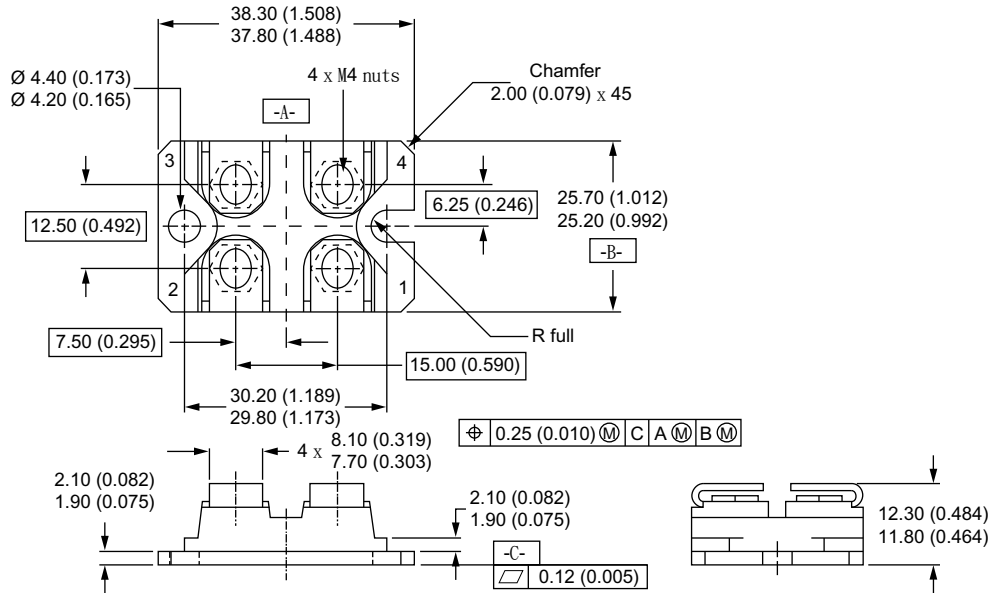 38.30 (1.508)
37.80 (1.488)
Ø 4.40 (0.173)
Ø 4.20 (0.165)
4 x M4 nuts
Chamfer
2.00 (0.079) x 45
-A-
3
4
12.50 (0.492)
6.25 (0.246)
25.70 (1.012)
25.20 (0.992)
-B-
2
1
7.50 (0.295)
R full
15.00 (0.590)
30.20 (1.189)
29.80 (1.173)
⌖ 0.25 (0.010) Ⓜ C A Ⓜ B Ⓜ
4 x 8.10 (0.319)
7.70 (0.303)
2.10 (0.082)
1.90 (0.075)
2.10 (0.082)
1.90 (0.075)
12.30 (0.484)
11.80 (0.464)
-C-
⏥ 0.12 (0.005)